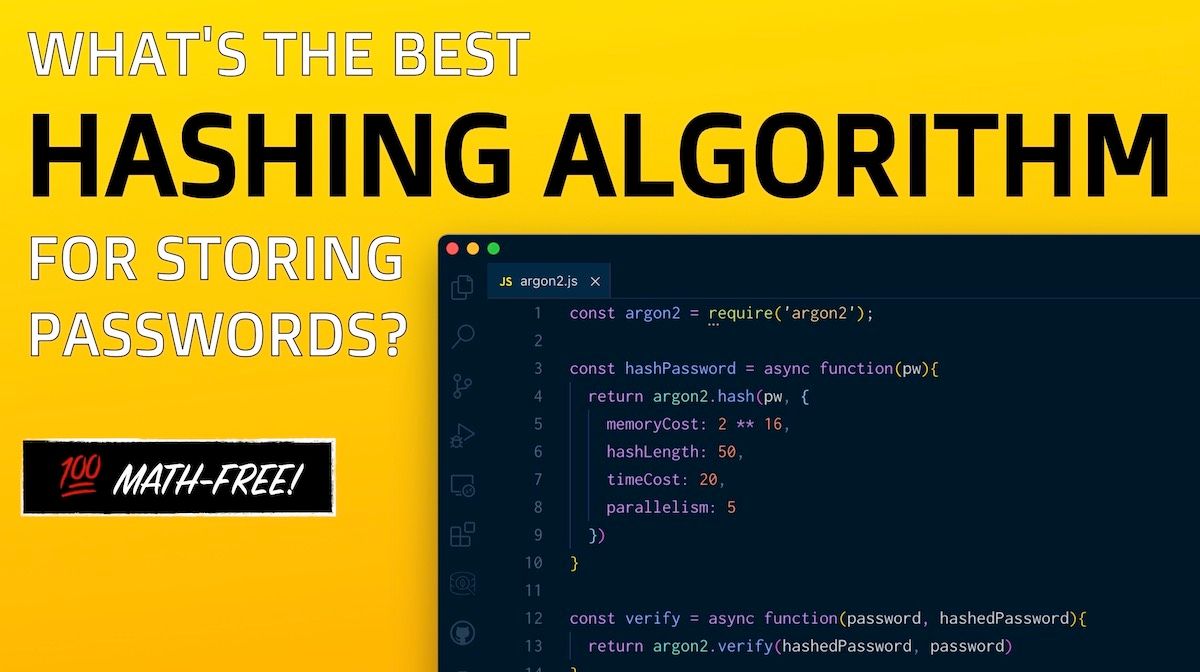 WHAT'S THE BEST
HASHING ALGORITHM
FOR STORING
PASSWORDS?
💯 MATH-FREE!
JS argon2.js ×
1 const argon2 = require('argon2');
2
3 const hashPassword = async function(pw){
4 return argon2.hash(pw, {
5 memoryCost: 2 ** 16,
6 hashLength: 50,
7 timeCost: 20,
8 parallelism: 5
9 })
10 }
11
12 const verify = async function(password, hashedPassword){
13 return argon2.verify(hashedPassword, password)